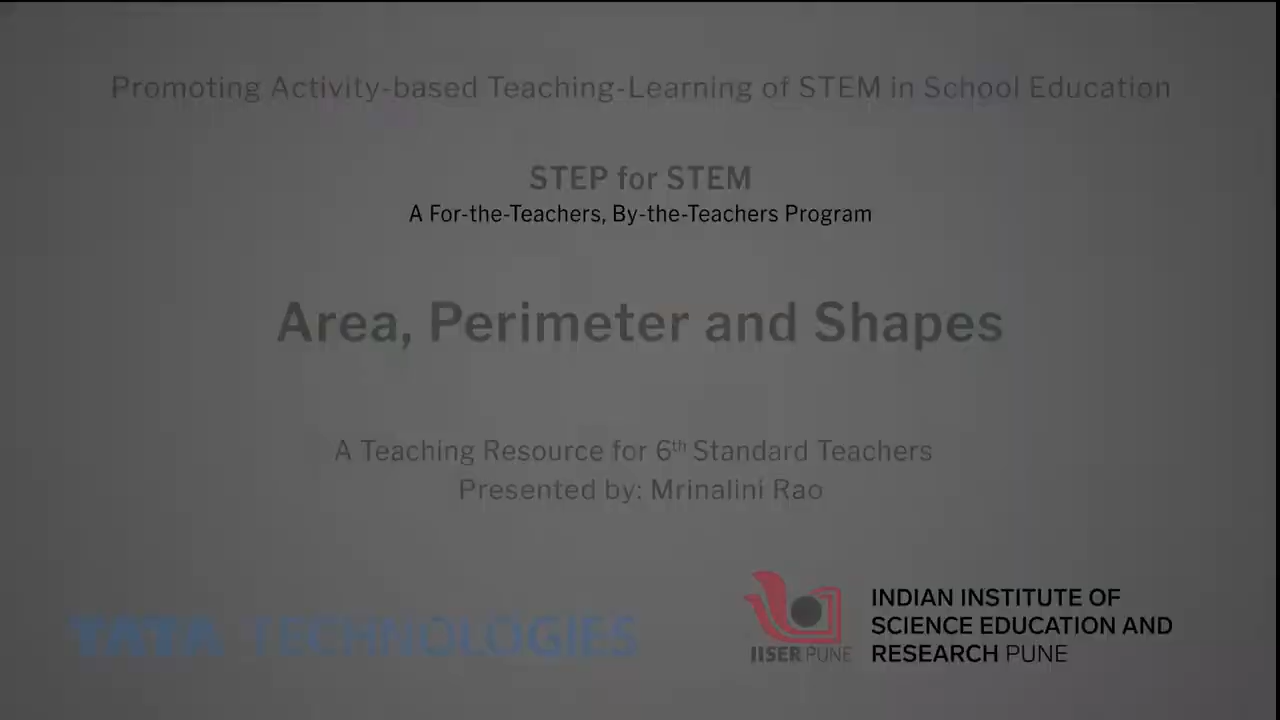 Promoting Activity-based Teaching-Learning of STEM in School Education
STEP for STEM
A For-the-Teachers, By-the-Teachers Program
Area, Perimeter and Shapes
A Teaching Resource for 6th Standard Teachers
Presented by: Mrinalini Rao
TATA TECHNOLOGIES
IISER PUNE
INDIAN INSTITUTE OF
SCIENCE EDUCATION AND
RESEARCH PUNE